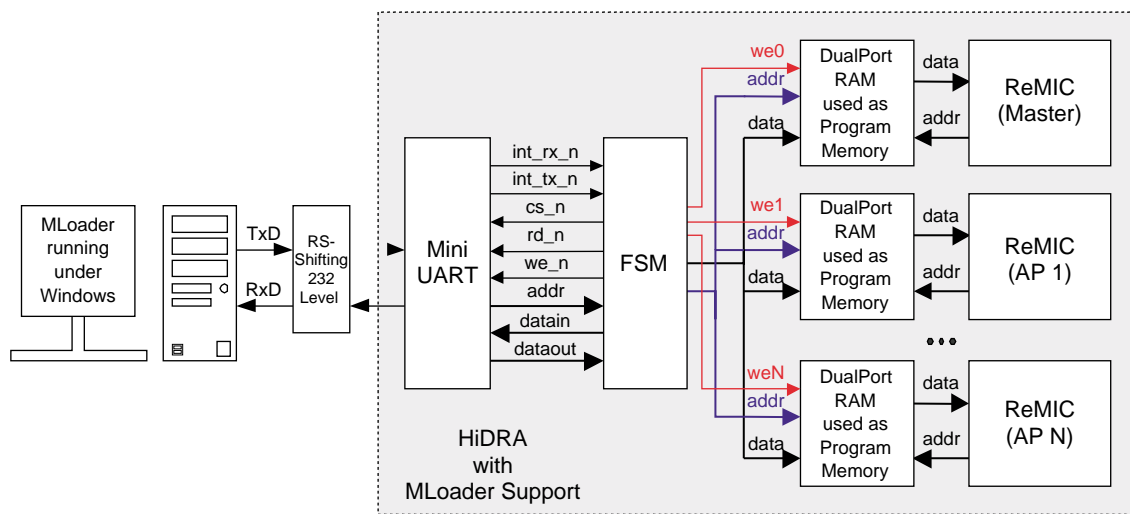 MLoader
running
under
Windows
TxD
RxD
RS-
Shifting
232
Level
Mini
UART
int_rx_n
int_tx_n
cs_n
rd_n
we_n
addr
datain
dataout
FSM
HiDRA
with
MLoader Support
we0
addr
data
DualPort
RAM
used as
Program
Memory
data
addr
ReMIC
(Master)
we1
addr
data
DualPort
RAM
used as
Program
Memory
data
addr
ReMIC
(AP 1)
...
weN
addr
data
DualPort
RAM
used as
Program
Memory
data
addr
ReMIC
(AP N)